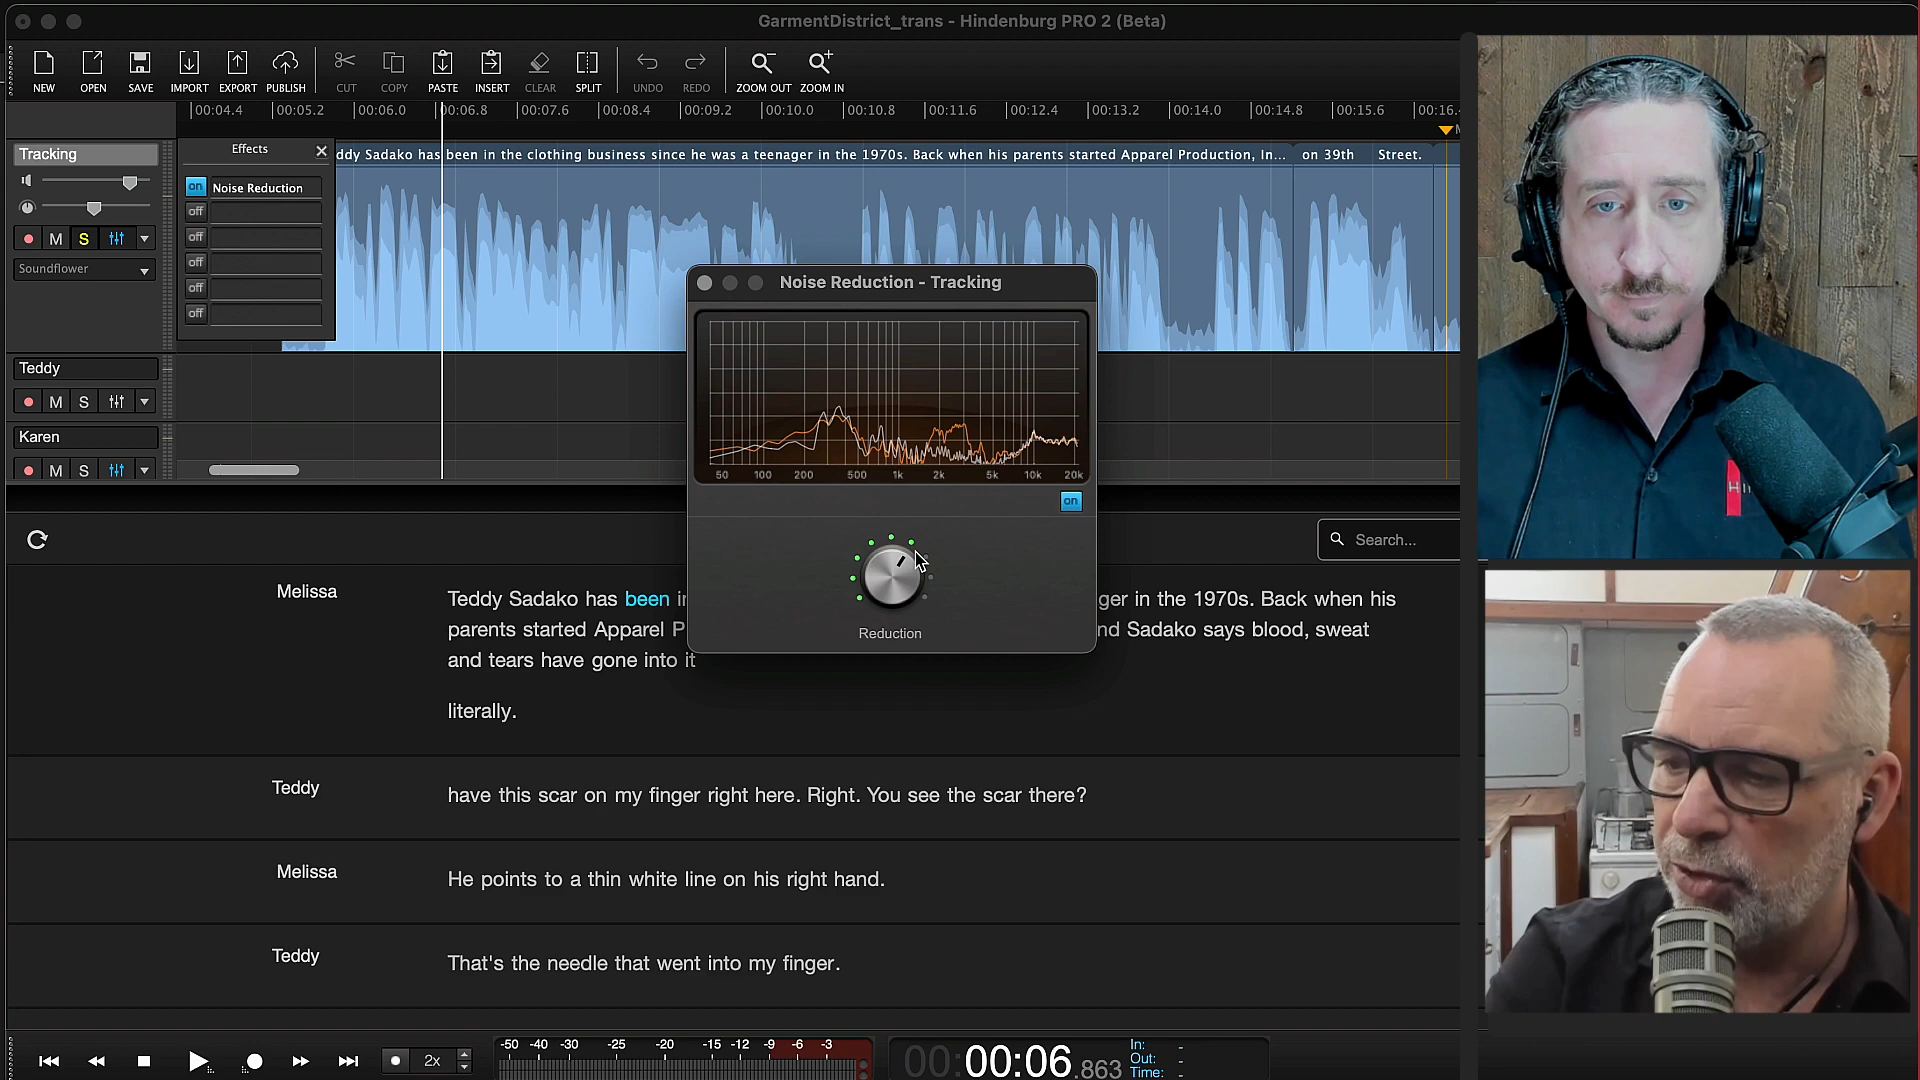 GarmentDistrict_trans - Hindenburg PRO 2 (Beta)
NEW OPEN SAVE IMPORT EXPORT PUBLISH CUT COPY PASTE INSERT CLEAR SPLIT UNDO REDO ZOOM OUT ZOOM IN
00:04.4 00:05.2 00:06.0 00:06.8 00:07.6 00:08.4 00:09.2 00:10.0 00:10.8 00:11.6 00:12.4 00:13.2 00:14.0 00:14.8 00:15.6 00:16.
Tracking
Effects
ddy Sadako has been in the clothing business since he was a teenager in the 1970s. Back when his parents started Apparel Production, In... on 39th Street.
on Noise Reduction
off
off
off
off
off
M S
Soundflower
Teddy
M S
Karen
M S
Noise Reduction - Tracking
50 100 200 500 1k 2k 5k 10k 20k
on
Reduction
Search...
Melissa
Teddy Sadako has been in ger in the 1970s. Back when his
parents started Apparel P nd Sadako says blood, sweat
and tears have gone into it
literally.
Teddy
have this scar on my finger right here. Right. You see the scar there?
Melissa
He points to a thin white line on his right hand.
Teddy
That's the needle that went into my finger.
2x
-50 -40 -30 -25 -20 -15 -12 -9 -6 -3
00:00:06.863
In: -
Out: -
Time: -